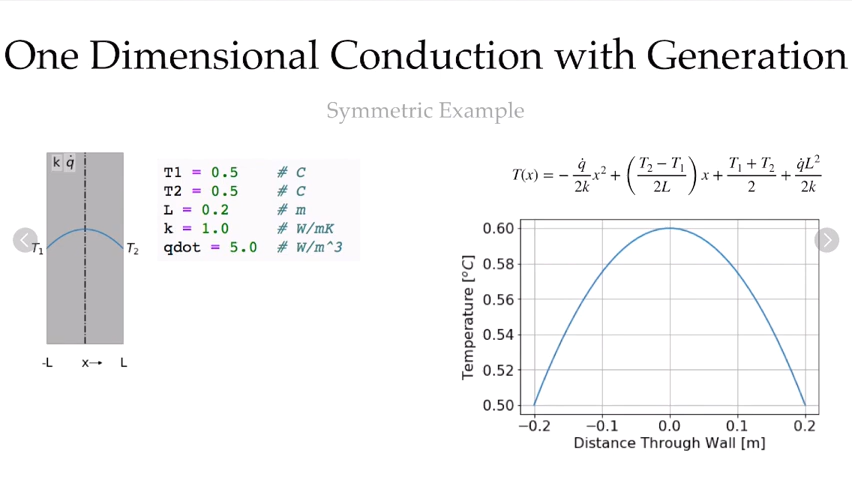 One Dimensional Conduction with Generation
Symmetric Example
k q̇
T₁
T₂
-L x→ L
T1 = 0.5 # C
T2 = 0.5 # C
L = 0.2 # m
k = 1.0 # W/mK
qdot = 5.0 # W/m^3
T(x) = − q̇/2k x² + (T₂ − T₁/2L) x + T₁ + T₂/2 + q̇L²/2k
Temperature [°C]
0.60
0.58
0.56
0.54
0.52
0.50
−0.2 −0.1 0.0 0.1 0.2
Distance Through Wall [m]